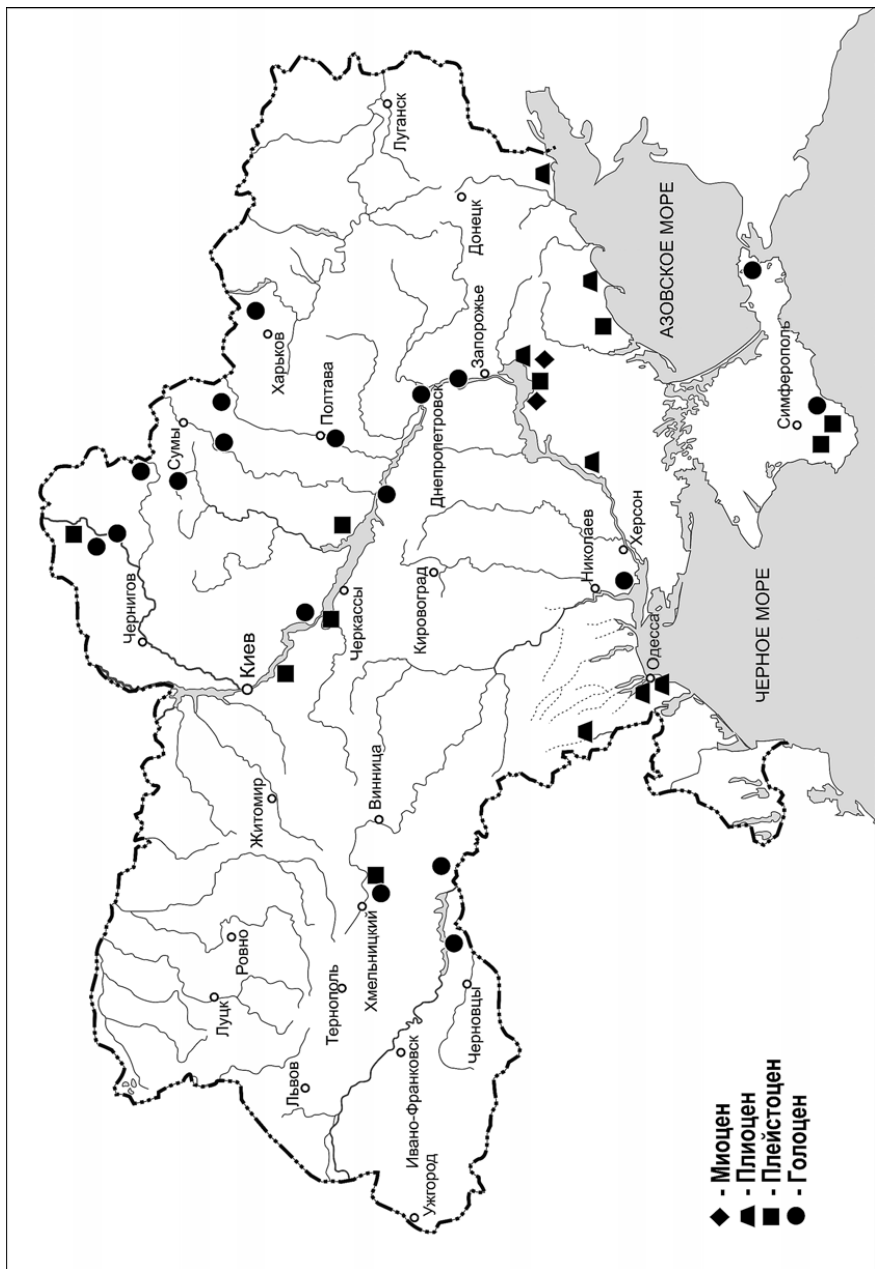 Чернигов
Сумы
Киев
Харьков
Житомир
Луцк
Ровно
Львов
Полтава
Луганск
Тернополь
Хмельницкий
Винница
Черкассы
Ивано-Франковск
Ужгород
Черновцы
Кировоград
Днепропетровск
Запорожье
Донецк
Николаев
Херсон
Одесса
АЗОВСКОЕ МОРЕ
Симферополь
ЧЕРНОЕ МОРЕ
- Миоцен
- Плиоцен
- Плейстоцен
- Голоцен